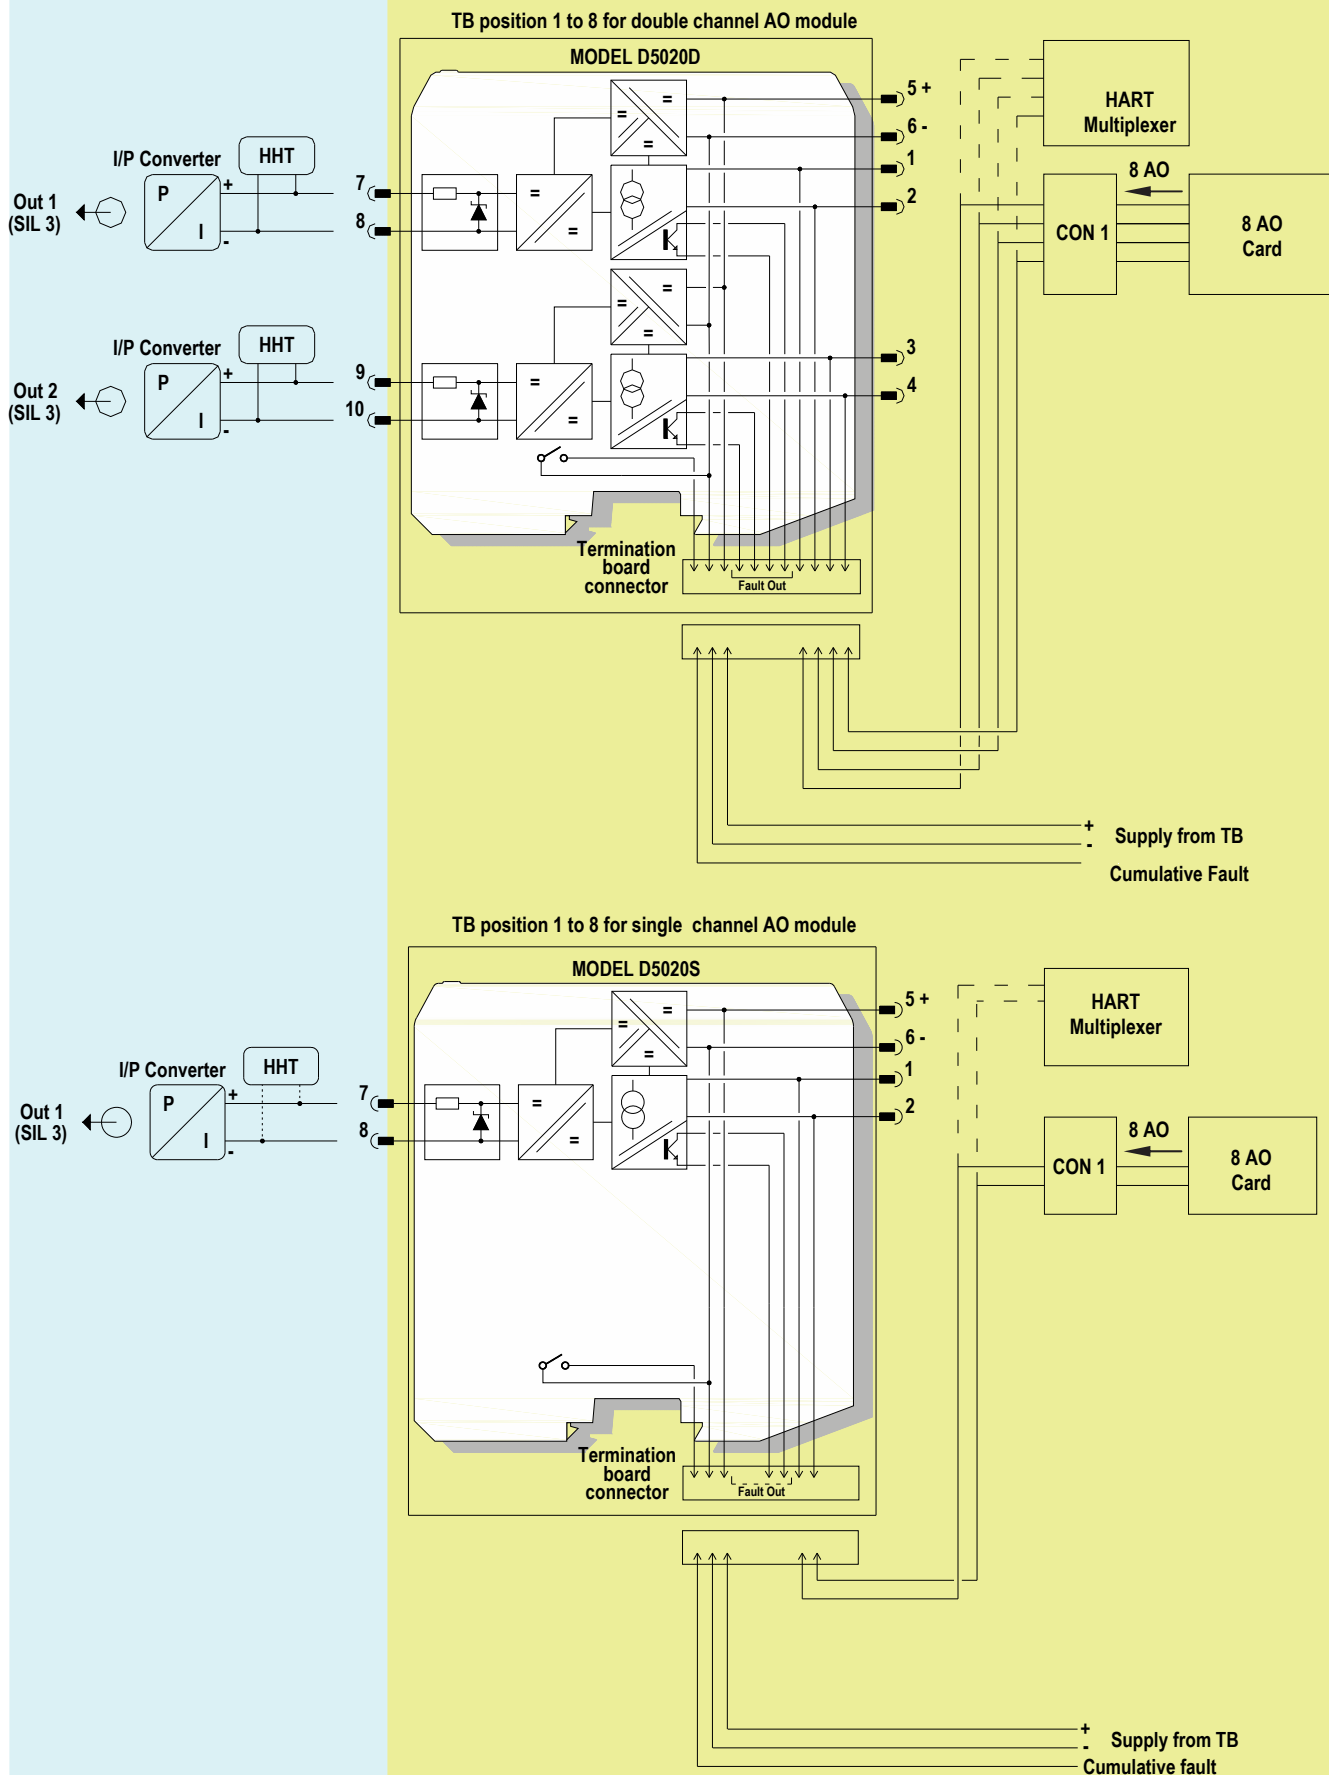 TB position 1 to 8 for double channel AO module
MODEL D5020D
5 +
6 -
1
2
HART
Multiplexer
I/P Converter
HHT
Out 1
(SIL 3)
P
I
+
-
7
8
=
=
=
=
=
8 AO
CON 1
8 AO
Card
=
=
=
I/P Converter
HHT
Out 2
(SIL 3)
P
I
+
-
9
10
=
=
3
4
Termination
board
connector
Fault Out
+
-
Supply from TB
Cumulative Fault
TB position 1 to 8 for single channel AO module
MODEL D5020S
5 +
6 -
1
2
HART
Multiplexer
I/P Converter
HHT
Out 1
(SIL 3)
P
I
+
-
7
8
=
=
=
=
=
8 AO
CON 1
8 AO
Card
Termination
board
connector
Fault Out
+
-
Supply from TB
Cumulative fault